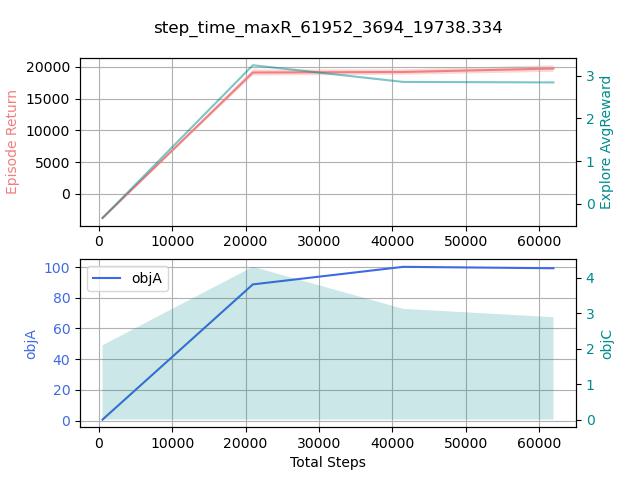 step_time_maxR_61952_3694_19738.334
20000
15000
10000
5000
0
Episode Return
3
2
1
0
Explore AvgReward
0 10000 20000 30000 40000 50000 60000
objA
100
80
60
40
20
0
objA
4
3
2
1
0
objC
0 10000 20000 30000 40000 50000 60000
Total Steps